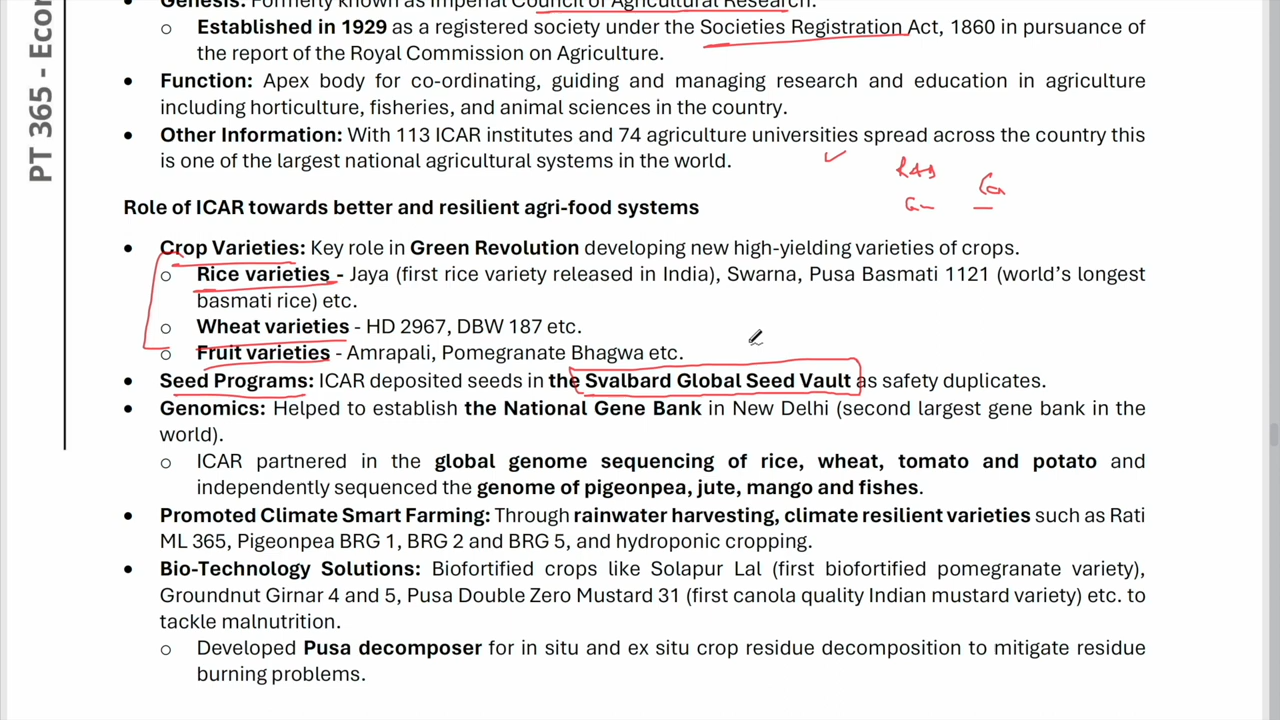 PT 365 - Econ
Genesis: Formerly known as Imperial Council of Agricultural Research.
o Established in 1929 as a registered society under the Societies Registration Act, 1860 in pursuance of
the report of the Royal Commission on Agriculture.
• Function: Apex body for co-ordinating, guiding and managing research and education in agriculture
including horticulture, fisheries, and animal sciences in the country.
• Other Information: With 113 ICAR institutes and 74 agriculture universities spread across the country this
is one of the largest national agricultural systems in the world.
Role of ICAR towards better and resilient agri-food systems
• Crop Varieties: Key role in Green Revolution developing new high-yielding varieties of crops.
o Rice varieties - Jaya (first rice variety released in India), Swarna, Pusa Basmati 1121 (world's longest
basmati rice) etc.
o Wheat varieties - HD 2967, DBW 187 etc.
o Fruit varieties - Amrapali, Pomegranate Bhagwa etc.
• Seed Programs: ICAR deposited seeds in the Svalbard Global Seed Vault as safety duplicates.
• Genomics: Helped to establish the National Gene Bank in New Delhi (second largest gene bank in the
world).
o ICAR partnered in the global genome sequencing of rice, wheat, tomato and potato and
independently sequenced the genome of pigeonpea, jute, mango and fishes.
• Promoted Climate Smart Farming: Through rainwater harvesting, climate resilient varieties such as Rati
ML 365, Pigeonpea BRG 1, BRG 2 and BRG 5, and hydroponic cropping.
• Bio-Technology Solutions: Biofortified crops like Solapur Lal (first biofortified pomegranate variety),
Groundnut Girnar 4 and 5, Pusa Double Zero Mustard 31 (first canola quality Indian mustard variety) etc. to
tackle malnutrition.
o Developed Pusa decomposer for in situ and ex situ crop residue decomposition to mitigate residue
burning problems.